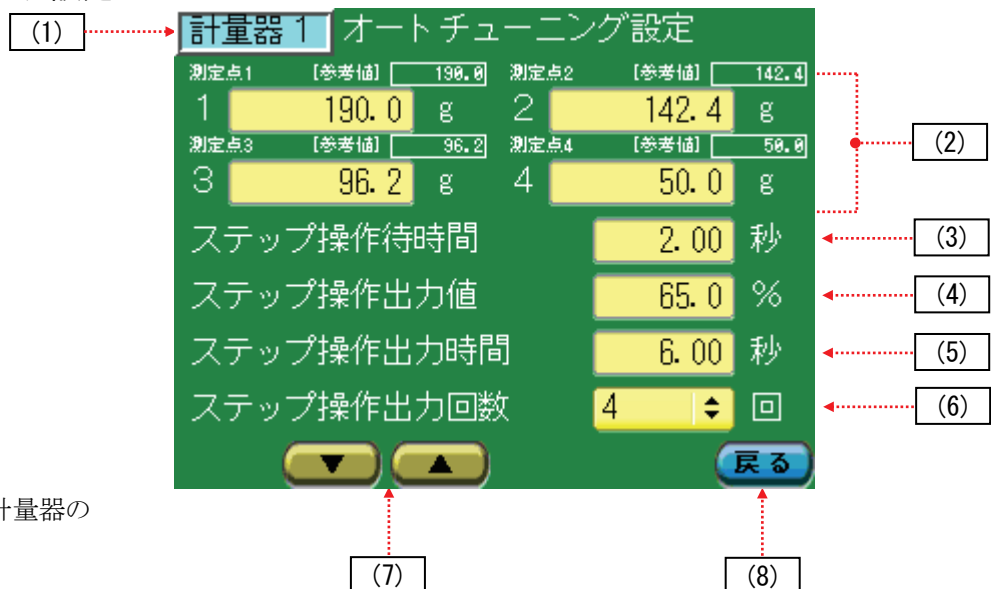 (1)
計量器 1 オートチューニング設定
測定点1 [参考値] 190.0 測定点2 [参考値] 142.4
1 190.0 g 2 142.4 g
(2)
測定点3 [参考値] 96.2 測定点4 [参考値] 50.0
3 96.2 g 4 50.0 g
ステップ操作待時間 2.00 秒 (3)
ステップ操作出力値 65.0 % (4)
ステップ操作出力時間 6.00 秒 (5)
ステップ操作出力回数 4 回 (6)
▼ ▲ 戻る
計量器の
(7) (8)